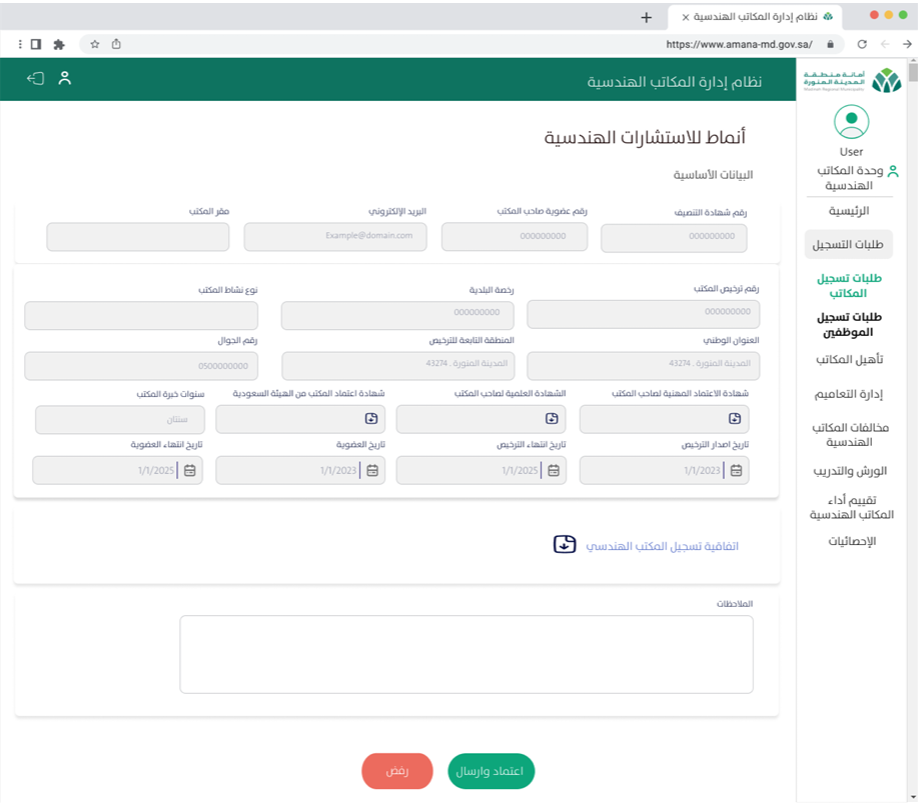 نظام إدارة المكاتب الهندسية
https://www.amana-md.gov.sa/
أمانة منطقة
المدينة المنورة
نظام إدارة المكاتب الهندسية
User
وحدة المكاتب
الهندسية
الرئيسية
طلبات التسجيل
طلبات تسجيل
المكاتب
طلبات تسجيل
الموظفين
تأهيل المكاتب
إدارة التعاميم
مخالفات المكاتب
الهندسية
الورش والتدريب
تقييم أداء
المكاتب الهندسية
الإحصائيات
أنماط للاستشارات الهندسية
البيانات الأساسية
رقم شهادة التنصيف رقم عضوية صاحب المكتب البريد الإلكتروني مقر المكتب
000000000 000000000 Example@domain.com
رقم ترخيص المكتب رخصة البلدية نوع نشاط المكتب
000000000 000000000
العنوان الوطني المنطقة التابعة للترخيص رقم الجوال
المدينة المنورة . 43274 المدينة المنورة . 43274 0500000000
شهادة الاعتماد المهنية لصاحب المكتب الشهادة العلمية لصاحب المكتب شهادة اعتماد المكتب من الهيئة السعودية سنوات خبرة المكتب
سنتان
تاريخ اصدار الترخيص تاريخ انتهاء الترخيص تاريخ العضوية تاريخ انتهاء العضوية
1/1/2023 1/1/2025 1/1/2023 1/1/2025
اتفاقية تسجيل المكتب الهندسي
الملاحظات
اعتماد وارسال رفض